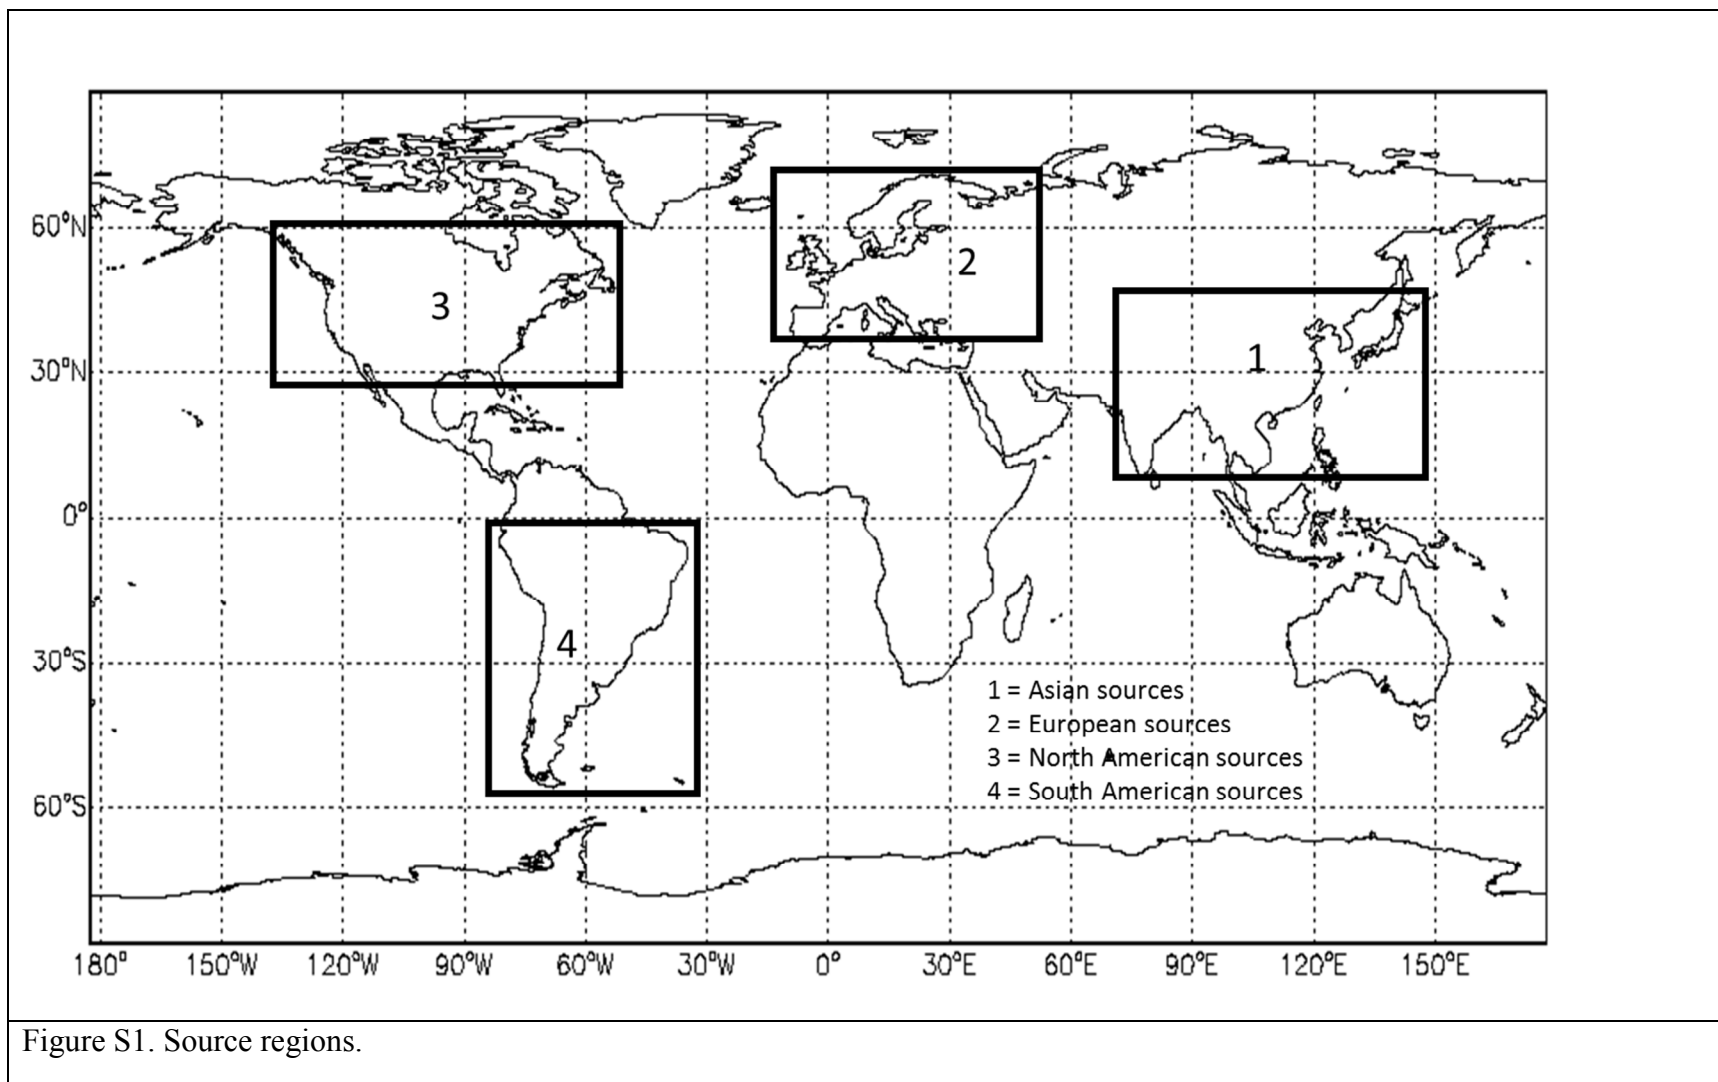 60°N
30°N
0°
30°S
60°S
3
2
1
4
1 = Asian sources
2 = European sources
3 = North American sources
4 = South American sources
180° 150°W 120°W 90°W 60°W 30°W 0° 30°E 60°E 90°E 120°E 150°E
Figure S1. Source regions.